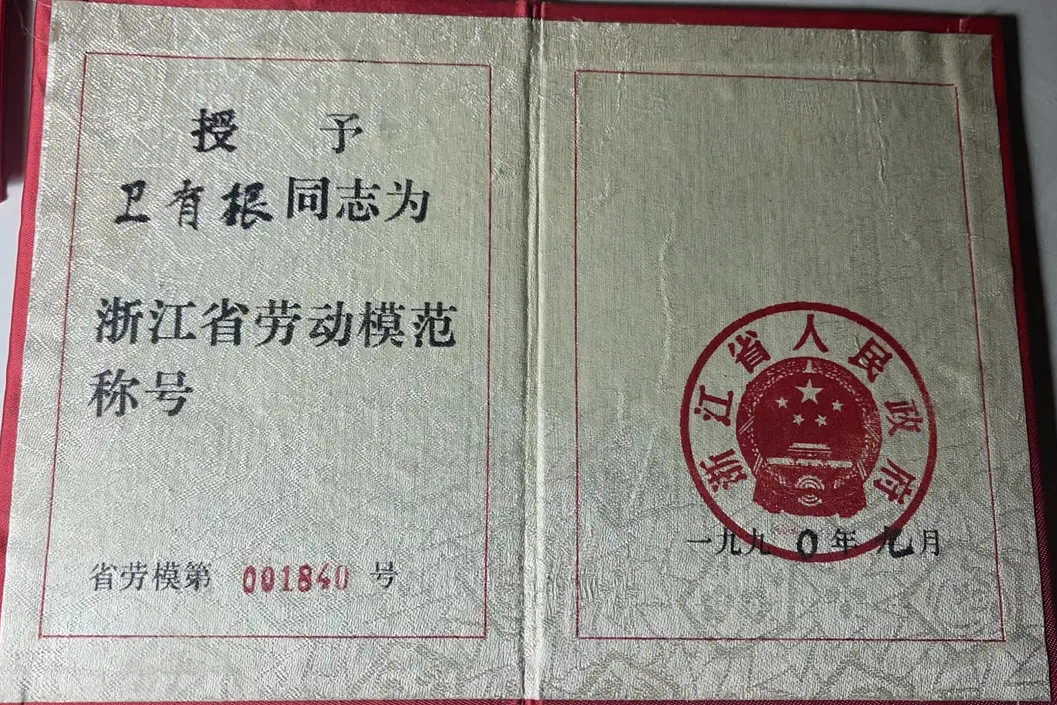 授 予
卫有根同志为
浙江省劳动模范
称号
省劳模第 001840 号
浙江省人民政府
一九九0年九月